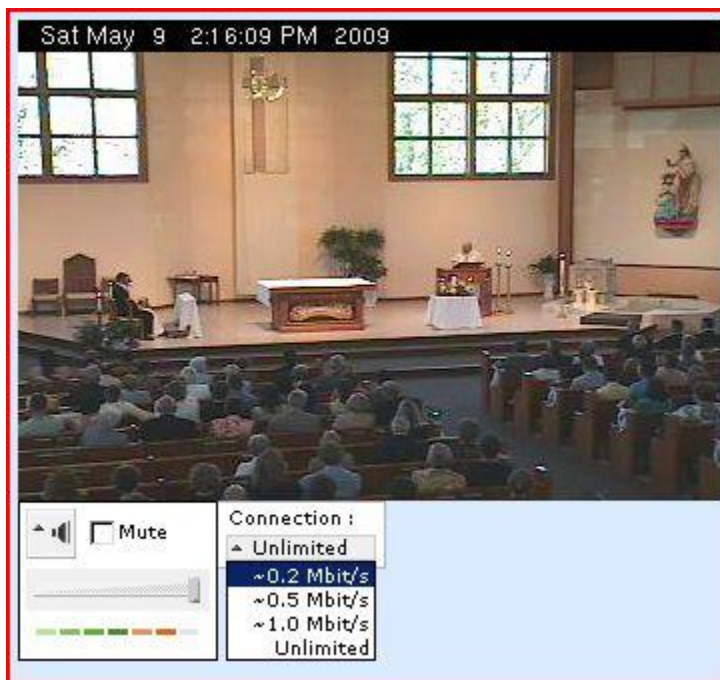 Sat May 9 2:16:09 PM 2009
Mute
Connection :
Unlimited
~0.2 Mbit/s
~0.5 Mbit/s
~1.0 Mbit/s
Unlimited